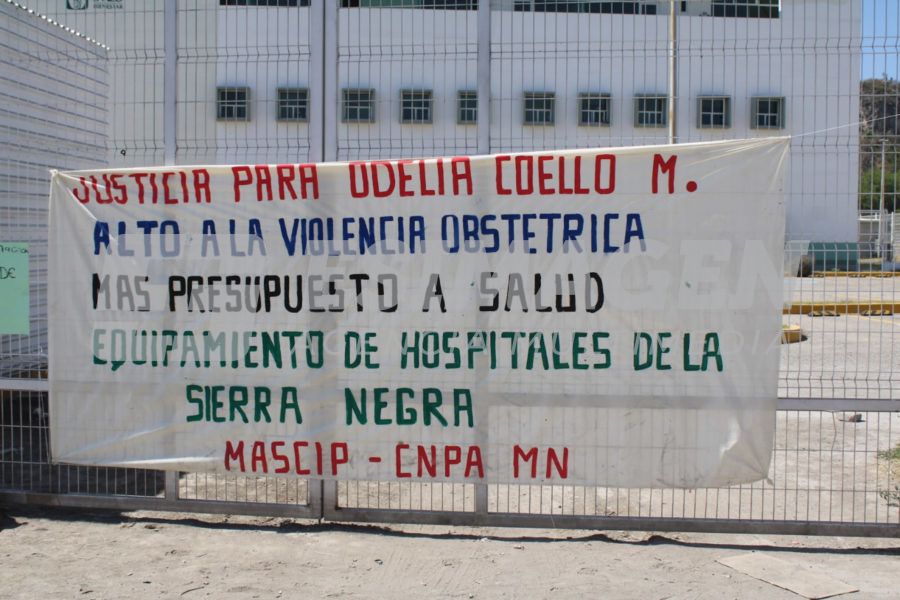 JUSTICIA PARA ODELIA COELLO M.
ALTO A LA VIOLENCIA OBSTETRICA
MAS PRESUPUESTO A SALUD
EQUIPAMIENTO DE HOSPITALES DE LA
SIERRA NEGRA
MASCIP - CNPA MN
DE